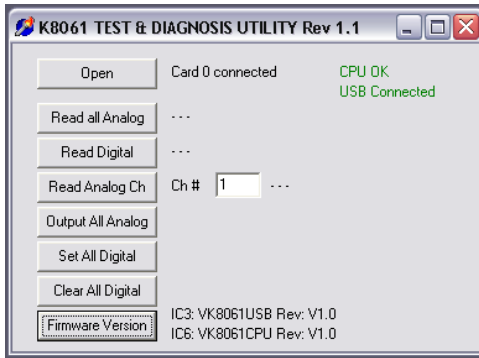 K8061 TEST & DIAGNOSIS UTILITY Rev 1.1
Open Card 0 connected CPU OK
USB Connected
Read all Analog - - -
Read Digital - - -
Read Analog Ch Ch # 1 - - -
Output All Analog
Set All Digital
Clear All Digital
Firmware Version IC3: VK8061USB Rev: V1.0
IC6: VK8061CPU Rev: V1.0